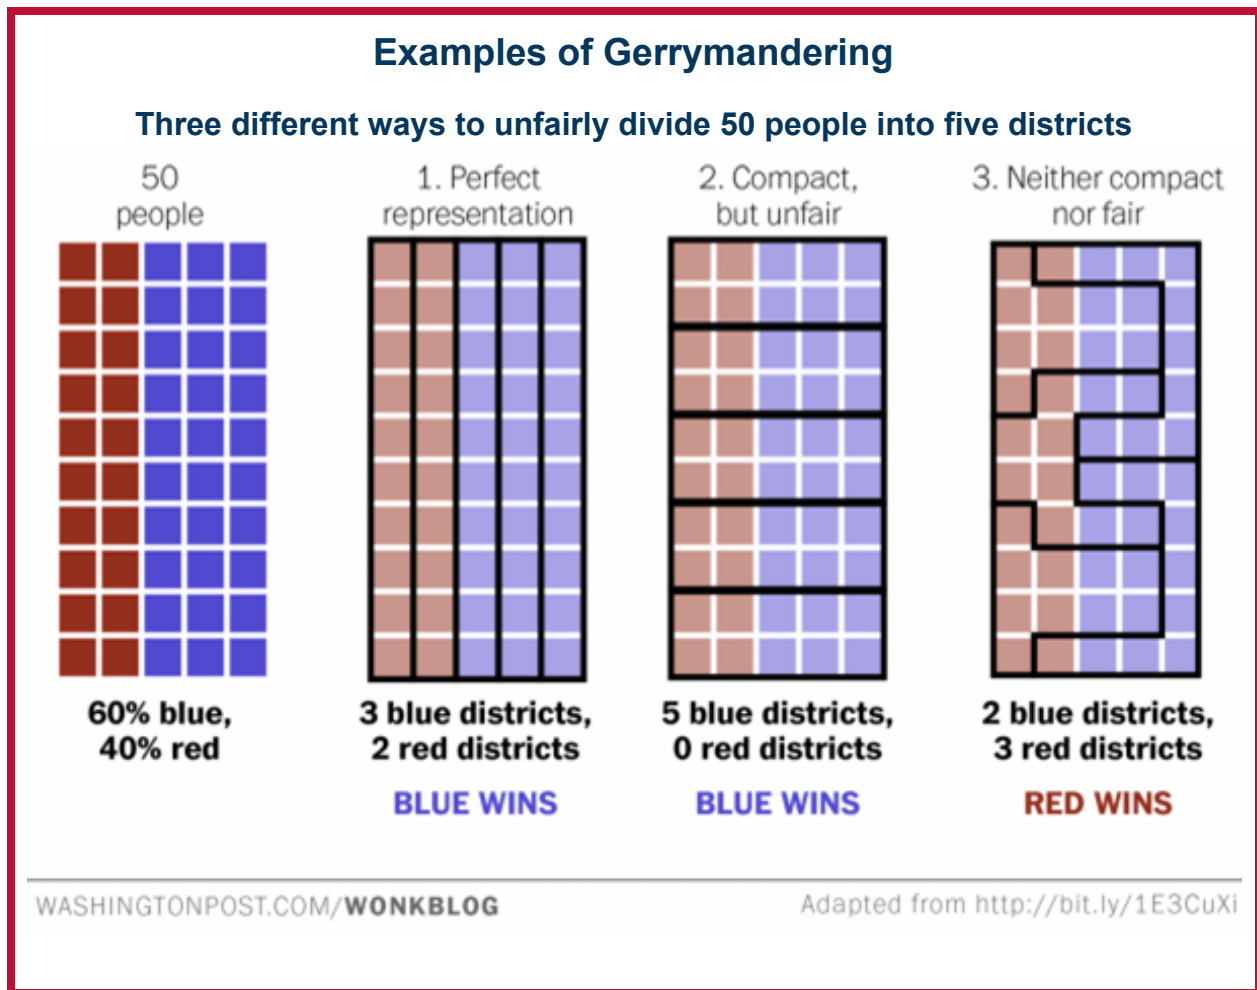 Examples of Gerrymandering
Three different ways to unfairly divide 50 people into five districts
50
people
1. Perfect
representation
2. Compact,
but unfair
3. Neither compact
nor fair
60% blue,
40% red
3 blue districts,
2 red districts
BLUE WINS
5 blue districts,
0 red districts
BLUE WINS
2 blue districts,
3 red districts
RED WINS
WASHINGTONPOST.COM/WONKBLOG
Adapted from http://bit.ly/1E3CuXi